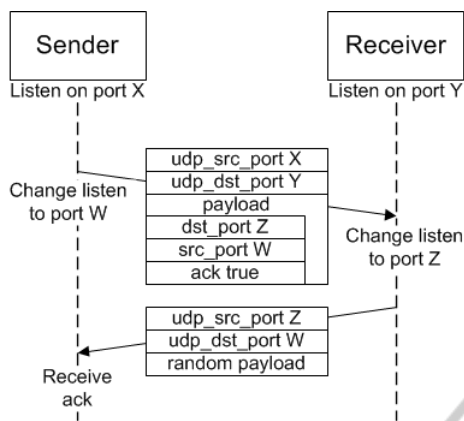 Sender
Receiver
Listen on port X
Listen on port Y
udp_src_port X
udp_dst_port Y
payload
dst_port Z
src_port W
ack true
Change listen
to port W
Change listen
to port Z
udp_src_port Z
udp_dst_port W
random payload
Receive
ack